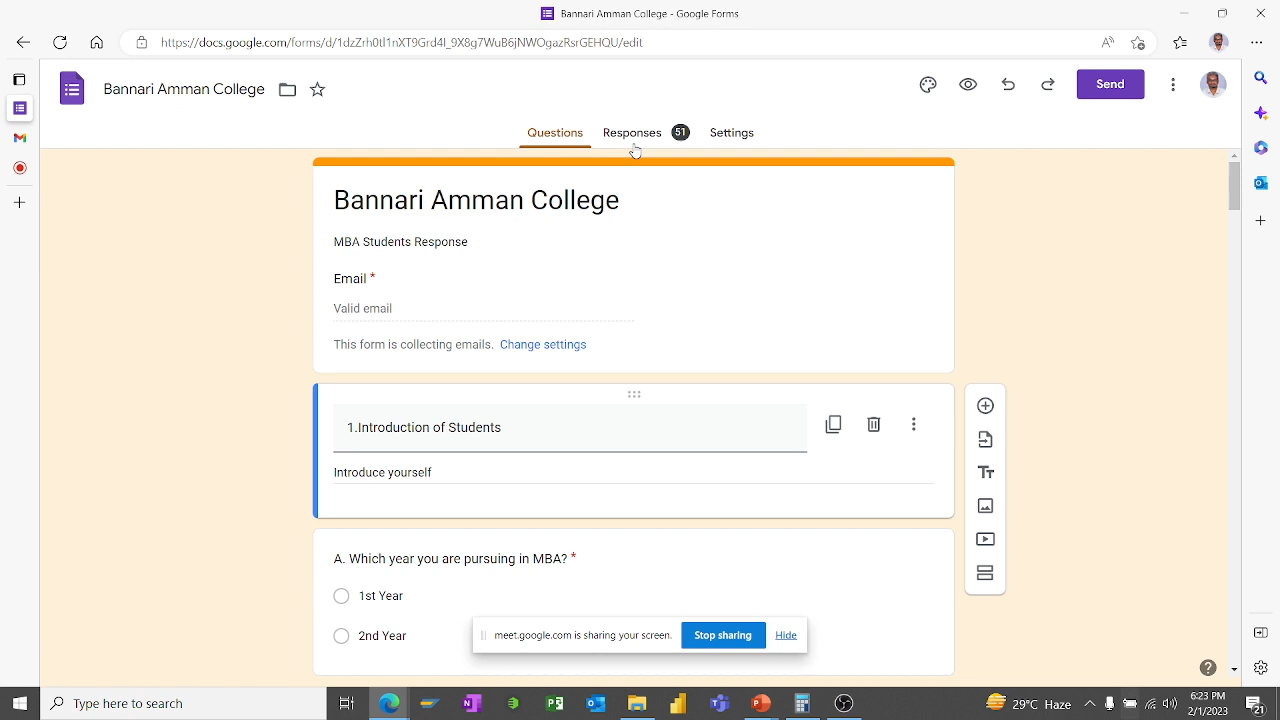 Bannari Amman College - Google Forms
https://docs.google.com/forms/d/1dzZrh0tI1nXT9Grd4I_9X8g7WuB6jNWOgazRsrGEHQU/edit
Bannari Amman College
Send
Questions
Responses 51
Settings
Bannari Amman College
MBA Students Response
Email *
Valid email
This form is collecting emails. Change settings
1.Introduction of Students
Introduce yourself
A. Which year you are pursuing in MBA? *
1st Year
2nd Year
meet.google.com is sharing your screen. Stop sharing Hide
Type here to search
29°C Haze
6:23 PM
2/1/2023
21